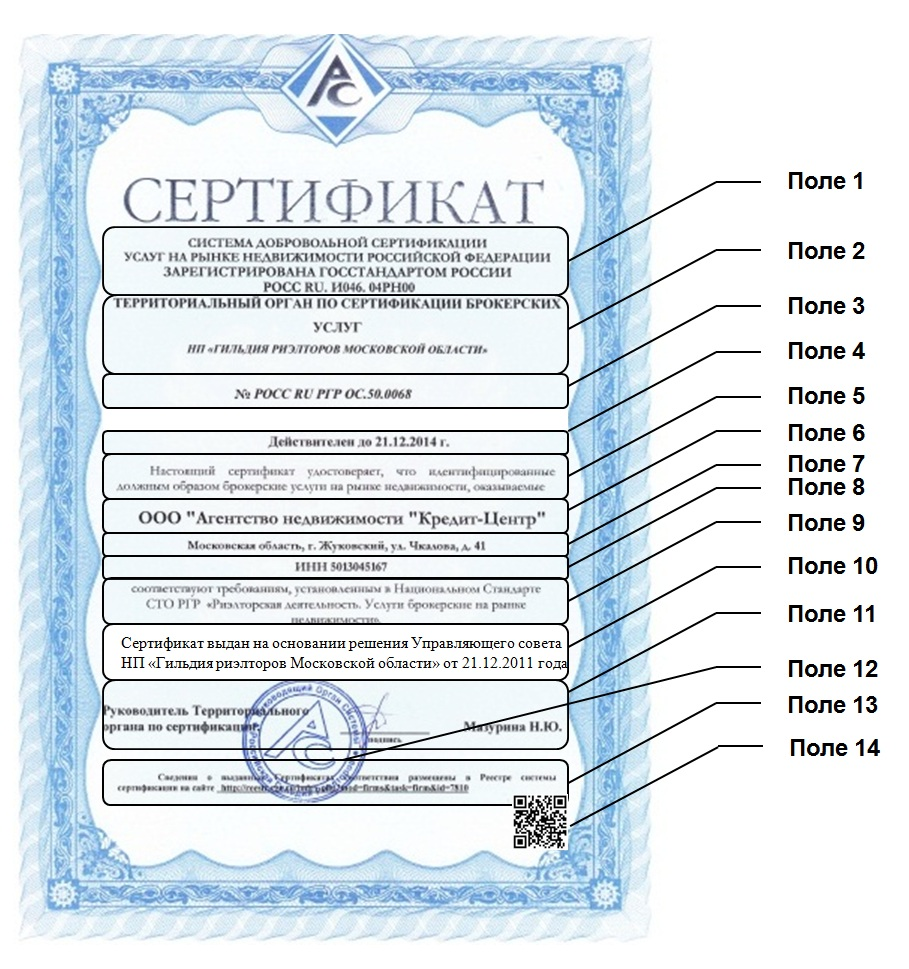 АС
СЕРТИФИКАТ
СИСТЕМА ДОБРОВОЛЬНОЙ СЕРТИФИКАЦИИ
УСЛУГ НА РЫНКЕ НЕДВИЖИМОСТИ РОССИЙСКОЙ ФЕДЕРАЦИИ
ЗАРЕГИСТРИРОВАНА ГОССТАНДАРТОМ РОССИИ
РОСС RU. И046. 04РН00
ТЕРРИТОРИАЛЬНЫЙ ОРГАН ПО СЕРТИФИКАЦИИ БРОКЕРСКИХ
УСЛУГ
НП «ГИЛЬДИЯ РИЭЛТОРОВ МОСКОВСКОЙ ОБЛАСТИ»
№ РОСС RU РГР ОС.50.0068
Действителен до 21.12.2014 г.
Настоящий сертификат удостоверяет, что идентифицированные
должным образом брокерские услуги на рынке недвижимости, оказываемые
ООО "Агентство недвижимости "Кредит-Центр"
Московская область, г. Жуковский, ул. Чкалова, д. 41
ИНН 5013045167
соответствуют требованиям, установленным в Национальном Стандарте
СТО РГР «Риэлторская деятельность. Услуги брокерские на рынке
недвижимости».
Сертификат выдан на основании решения Управляющего совета
НП «Гильдия риэлторов Московской области» от 21.12.2011 года
Руководитель Территориального
органа по сертификации
подпись
Мазурина Н.Ю.
Сведения о выданных Сертификатах соответствия размещены в Реестре системы
сертификации на сайте
Поле 1
Поле 2
Поле 3
Поле 4
Поле 5
Поле 6
Поле 7
Поле 8
Поле 9
Поле 10
Поле 11
Поле 12
Поле 13
Поле 14